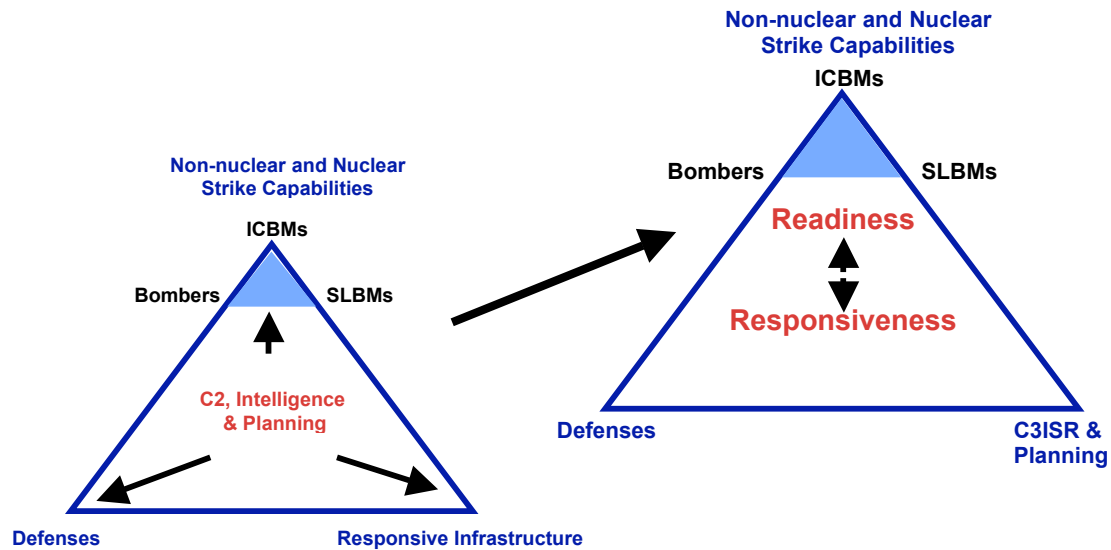 Non-nuclear and Nuclear
Strike Capabilities
ICBMs
Bombers
SLBMs
C2, Intelligence
& Planning
Defenses
Responsive Infrastructure
Non-nuclear and Nuclear
Strike Capabilities
ICBMs
Bombers
SLBMs
Readiness
Responsiveness
Defenses
C3ISR &
Planning